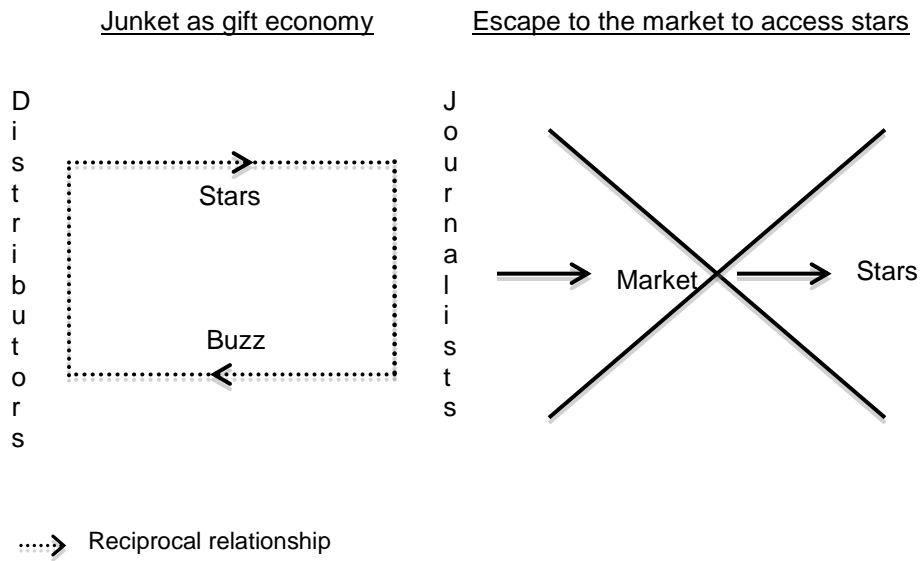 Junket as gift economy
Escape to the market to access stars
Distributors
Stars
Buzz
Journalists
Market
Stars
Reciprocal relationship